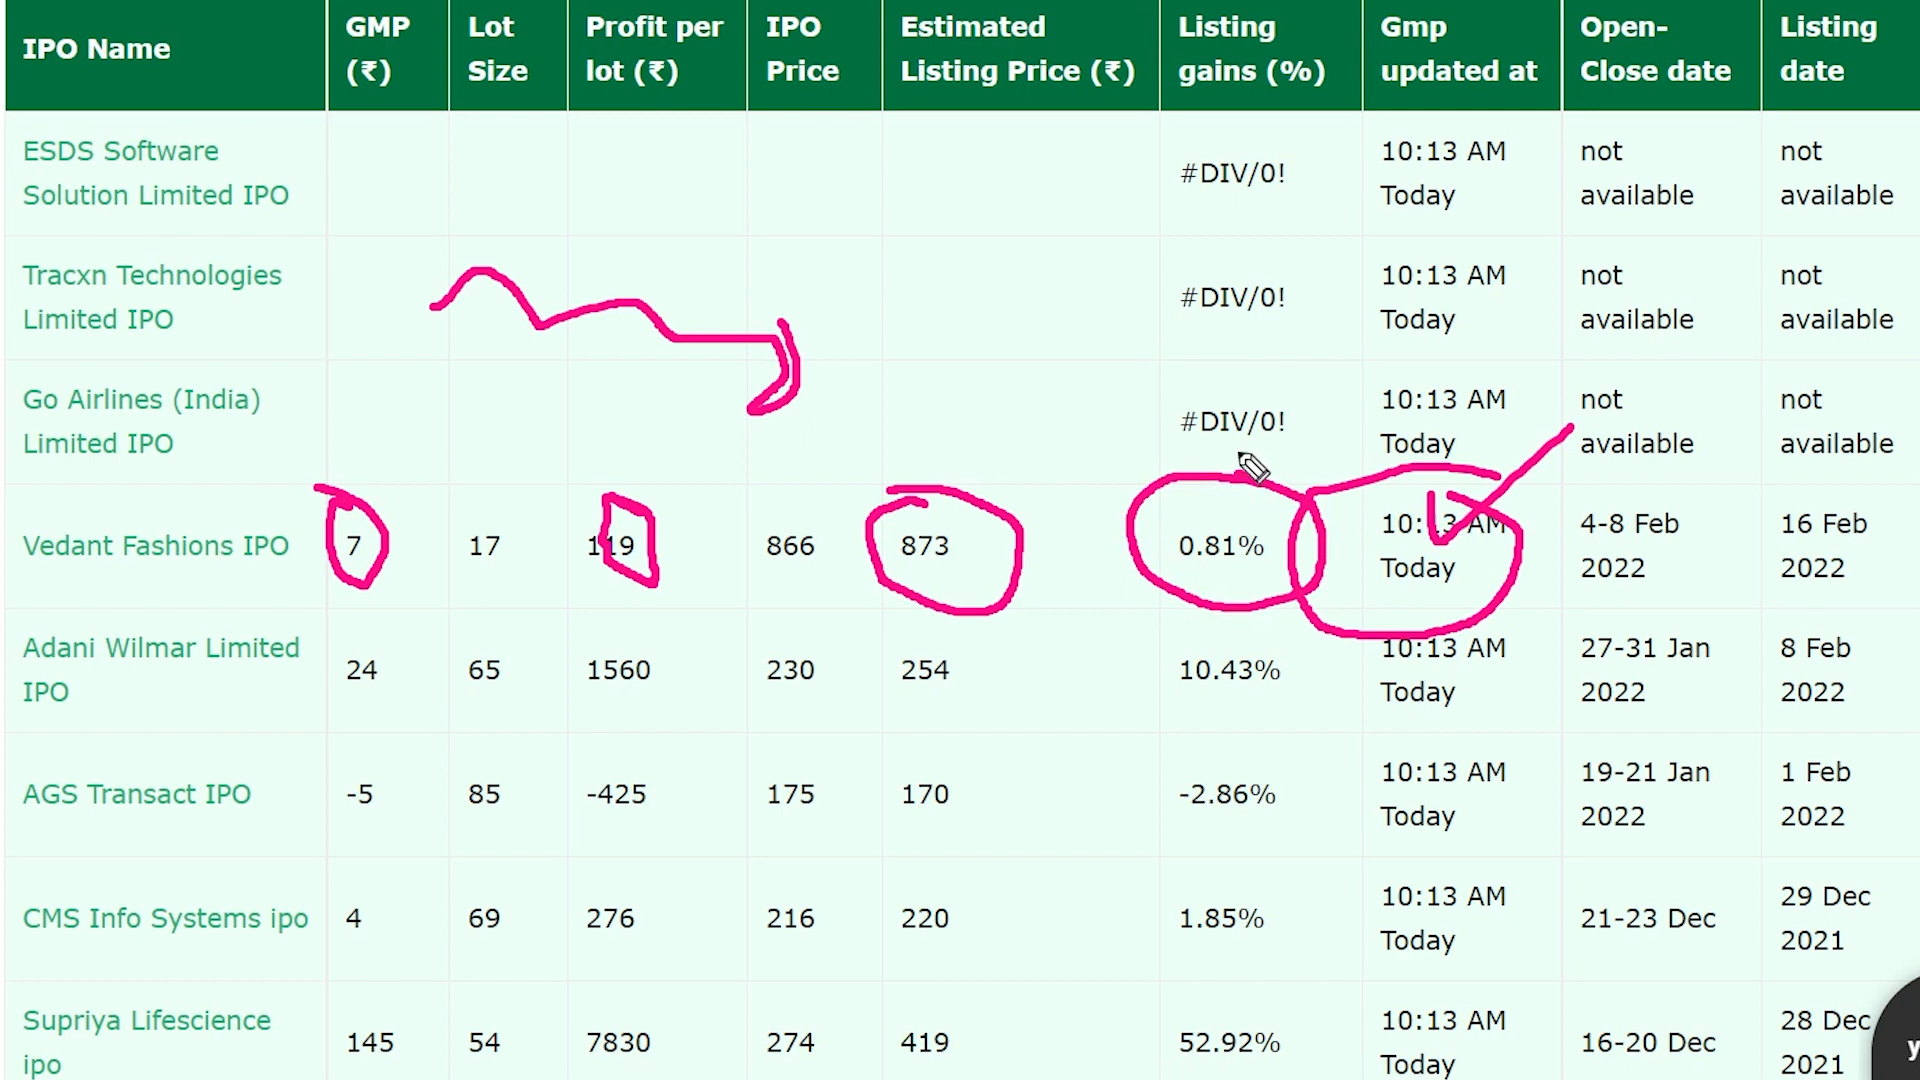 IPO Name GMP (₹) Lot Size Profit per lot (₹) IPO Price Estimated Listing Price (₹) Listing gains (%) Gmp updated at Open-Close date Listing date
ESDS Software Solution Limited IPO #DIV/0! 10:13 AM Today not available not available
Tracxn Technologies Limited IPO #DIV/0! 10:13 AM Today not available not available
Go Airlines (India) Limited IPO #DIV/0! 10:13 AM Today not available not available
Vedant Fashions IPO 7 17 119 866 873 0.81% 10:13 AM Today 4-8 Feb 2022 16 Feb 2022
Adani Wilmar Limited IPO 24 65 1560 230 254 10.43% 10:13 AM Today 27-31 Jan 2022 8 Feb 2022
AGS Transact IPO -5 85 -425 175 170 -2.86% 10:13 AM Today 19-21 Jan 2022 1 Feb 2022
CMS Info Systems ipo 4 69 276 216 220 1.85% 10:13 AM Today 21-23 Dec 29 Dec 2021
Supriya Lifescience ipo 145 54 7830 274 419 52.92% 10:13 AM Today 16-20 Dec 28 Dec 2021